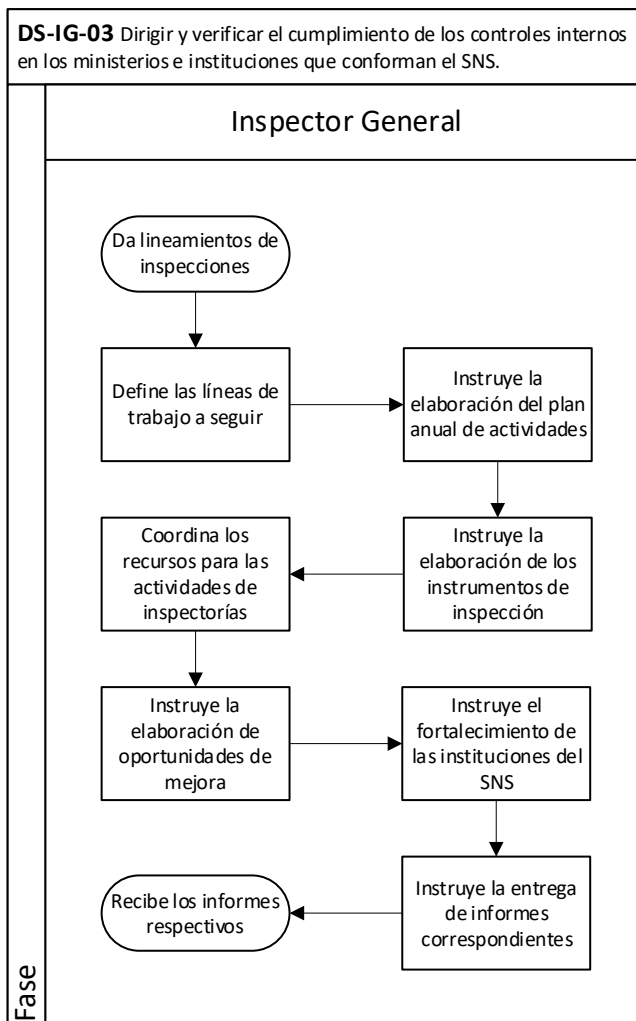 DS-IG-03 Dirigir y verificar el cumplimiento de los controles internos
en los ministerios e instituciones que conforman el SNS.
Inspector General
Da lineamientos de
inspecciones
Define las líneas de
trabajo a seguir
Instruye la
elaboración del plan
anual de actividades
Instruye la
elaboración de los
instrumentos de
inspección
Coordina los
recursos para las
actividades de
inspectorías
Instruye la
elaboración de
oportunidades de
mejora
Instruye el
fortalecimiento de
las instituciones del
SNS
Instruye la entrega
de informes
correspondientes
Recibe los informes
respectivos
Fase